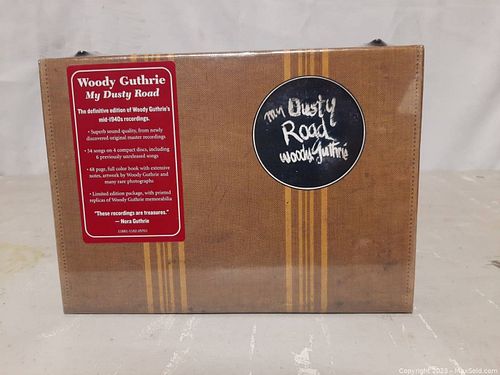 Woody Guthrie
My Dusty Road
The definitive edition of Woody Guthrie's
mid-1940s recordings.
• Superb sound quality, from newly
discovered original master recordings
• 54 songs on 4 compact discs, including
6 previously unreleased songs
• 68 page, full color book with extensive
notes, artwork by Woody Guthrie and
many rare photographs
• Limited edition package, with printed
replicas of Woody Guthrie memorabilia
"These recordings are treasures."
— Nora Guthrie
my Dusty
Road
Woody Guthrie
Copyright 2023 - MaxSold.com